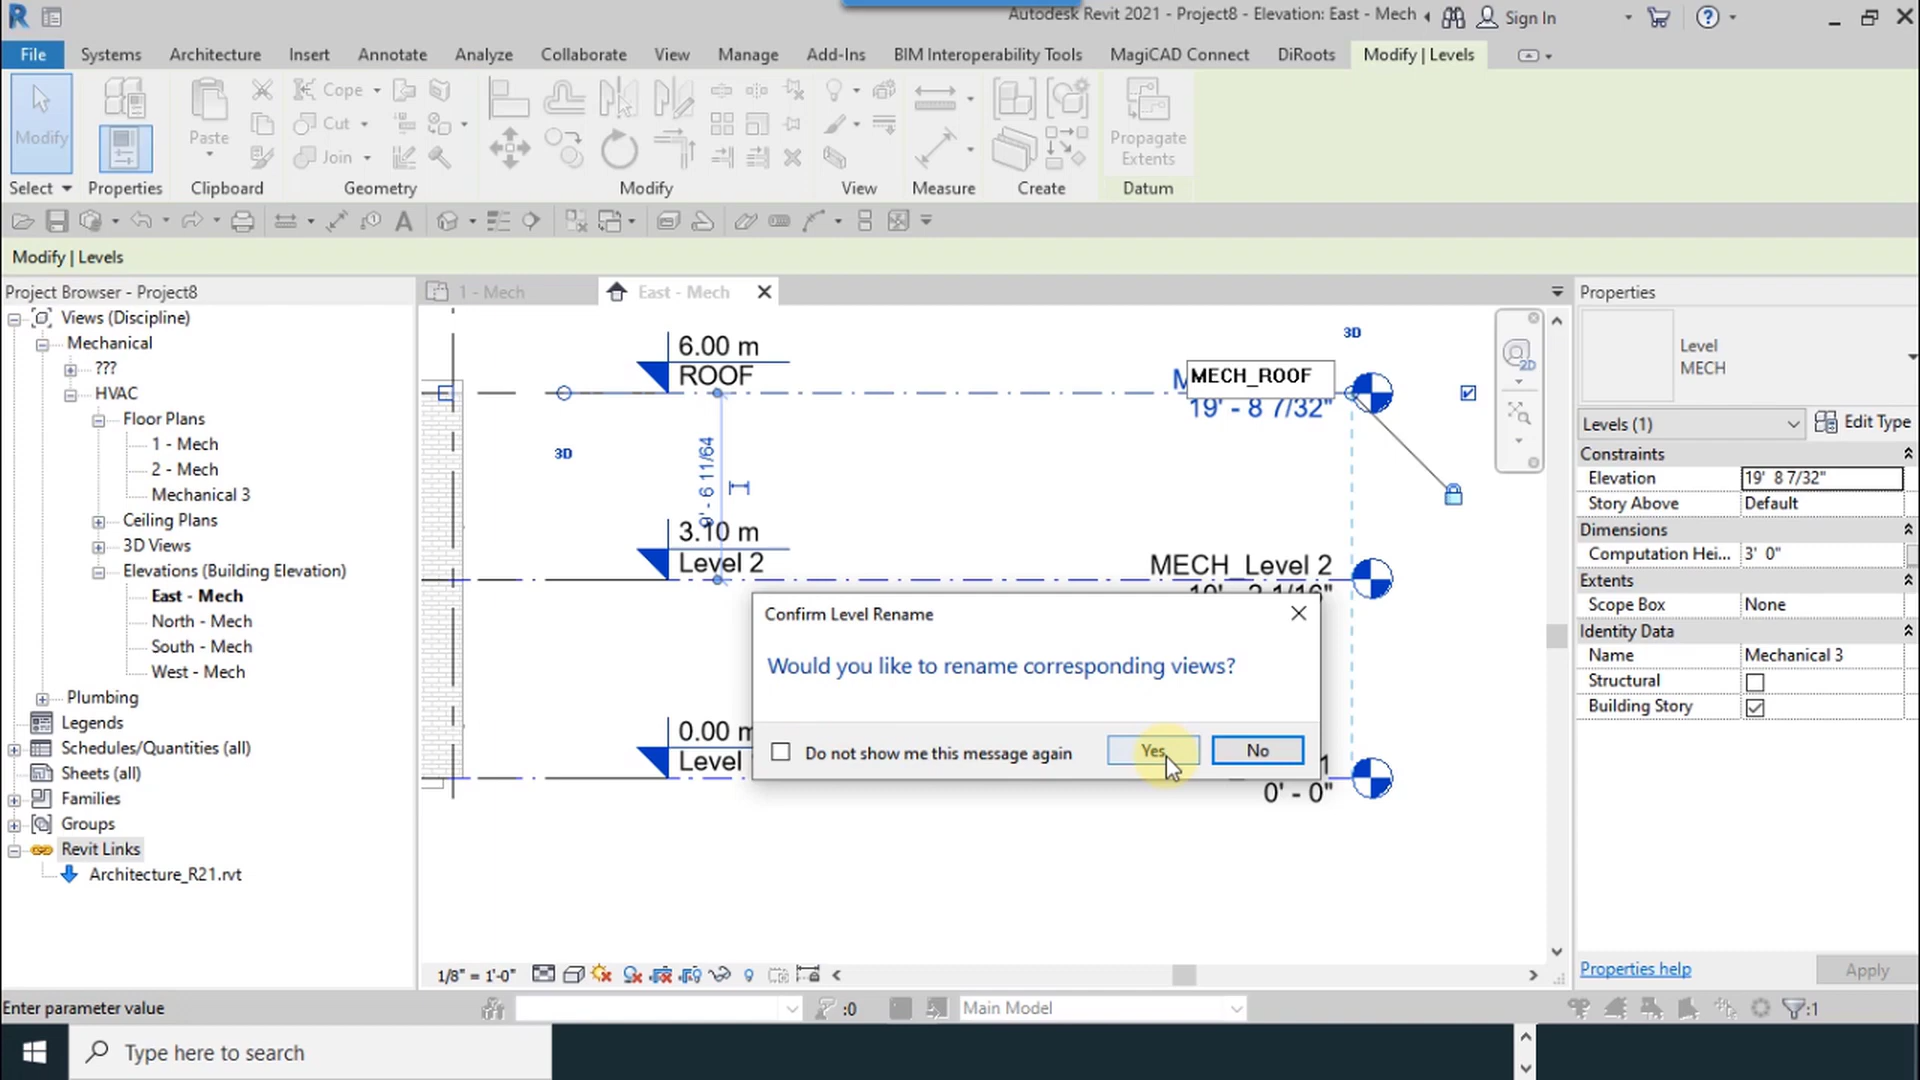 Autodesk Revit 2021 - Project8 - Elevation: East - Mech
Sign In
File Systems Architecture Insert Annotate Analyze Collaborate View Manage Add-Ins BIM Interoperability Tools MagiCAD Connect DiRoots Modify | Levels
Modify
Paste
Cope
Cut
Join
Propagate
Extents
Select Properties Clipboard Geometry Modify View Measure Create Datum
Modify | Levels
Project Browser - Project8
Views (Discipline)
Mechanical
???
HVAC
Floor Plans
1 - Mech
2 - Mech
Mechanical 3
Ceiling Plans
3D Views
Elevations (Building Elevation)
East - Mech
North - Mech
South - Mech
West - Mech
Plumbing
Legends
Schedules/Quantities (all)
Sheets (all)
Families
Groups
Revit Links
Architecture_R21.rvt
1 - Mech
East - Mech
6.00 m
ROOF
3D
MECH_ROOF
19' - 8 7/32"
3D
9' - 6 11/64
3.10 m
Level 2
MECH_Level 2
0.00 m
Level
1
0' - 0"
2D
Confirm Level Rename
Would you like to rename corresponding views?
Do not show me this message again
Yes
No
Properties
Level
MECH
Levels (1)
Edit Type
Constraints
Elevation 19' 8 7/32"
Story Above Default
Dimensions
Computation Hei... 3' 0"
Extents
Scope Box None
Identity Data
Name Mechanical 3
Structural
Building Story
Properties help
Apply
1/8" = 1'-0"
Enter parameter value
:0
Main Model
:1
Type here to search